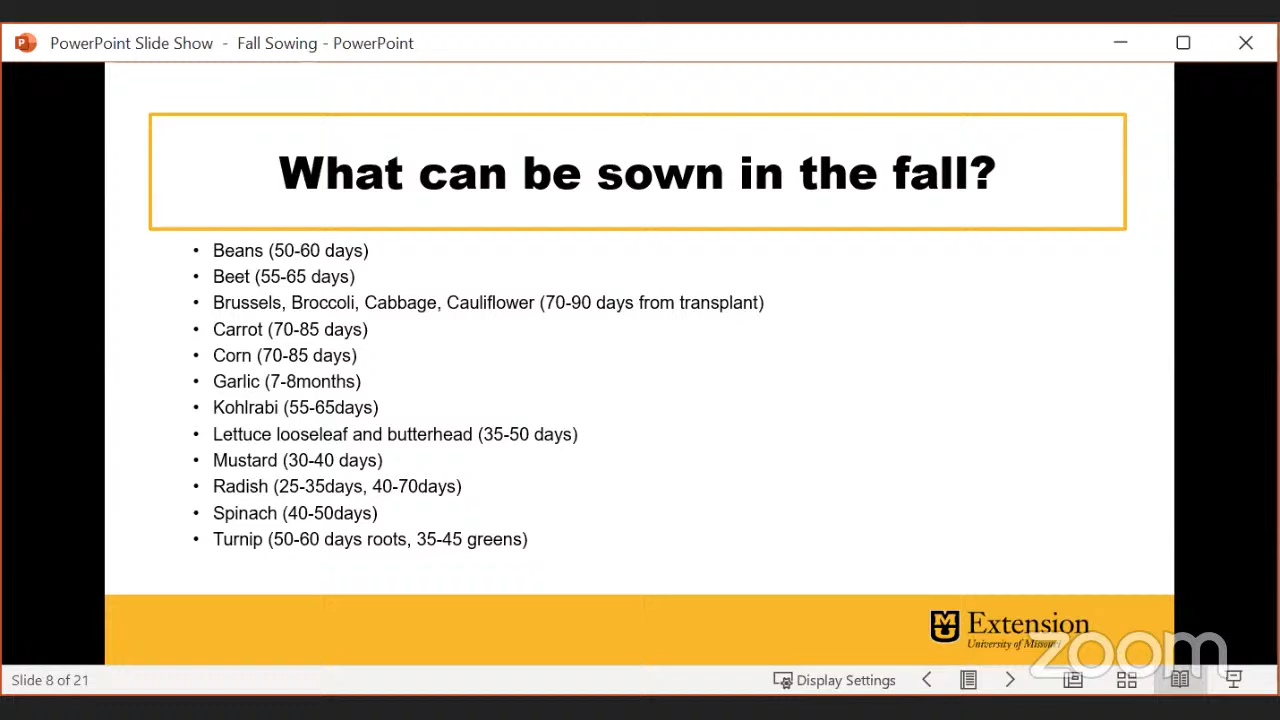 PowerPoint Slide Show - Fall Sowing - PowerPoint
What can be sown in the fall?
• Beans (50-60 days)
• Beet (55-65 days)
• Brussels, Broccoli, Cabbage, Cauliflower (70-90 days from transplant)
• Carrot (70-85 days)
• Corn (70-85 days)
• Garlic (7-8months)
• Kohlrabi (55-65days)
• Lettuce looseleaf and butterhead (35-50 days)
• Mustard (30-40 days)
• Radish (25-35days, 40-70days)
• Spinach (40-50days)
• Turnip (50-60 days roots, 35-45 greens)
Extension
University of Missouri
zoom
Slide 8 of 21
Display Settings